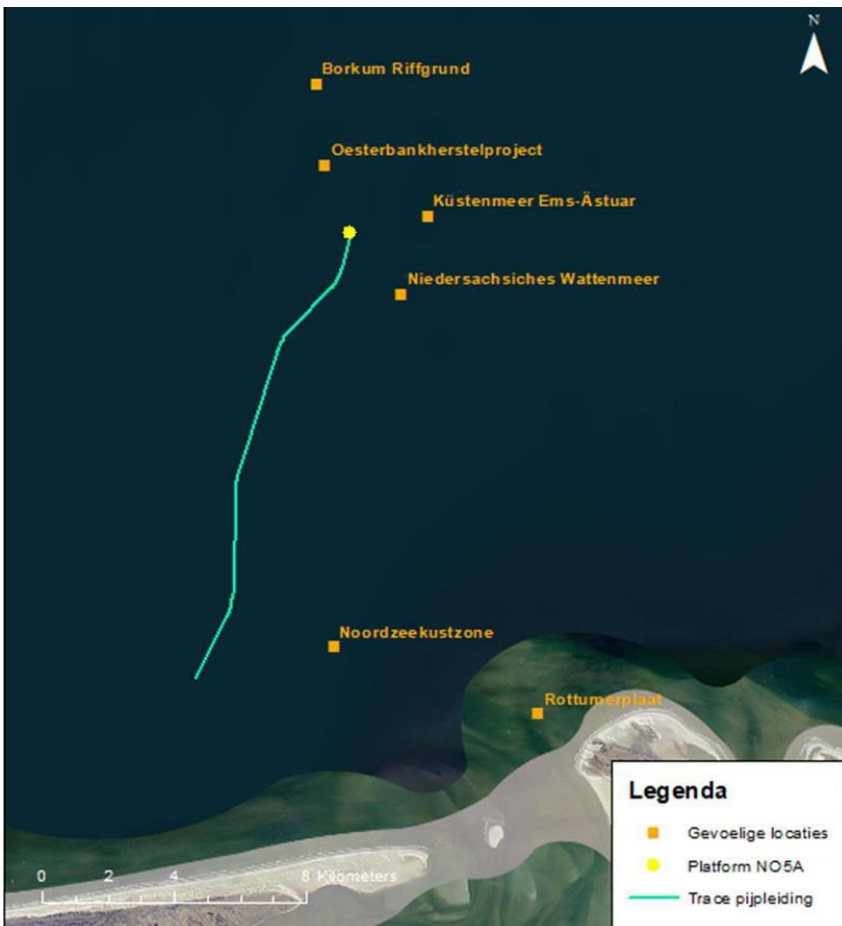 N
Borkum Riffgrund
Oesterbankherstelproject
Küstenmeer Ems-Ästuar
Niedersachsiches Wattenmeer
Noordzeekustzone
Rottumerplaat
Legenda
Gevoelige locaties
Platform NO5A
Trace pijpleiding
0 2 4 8 Kilometers